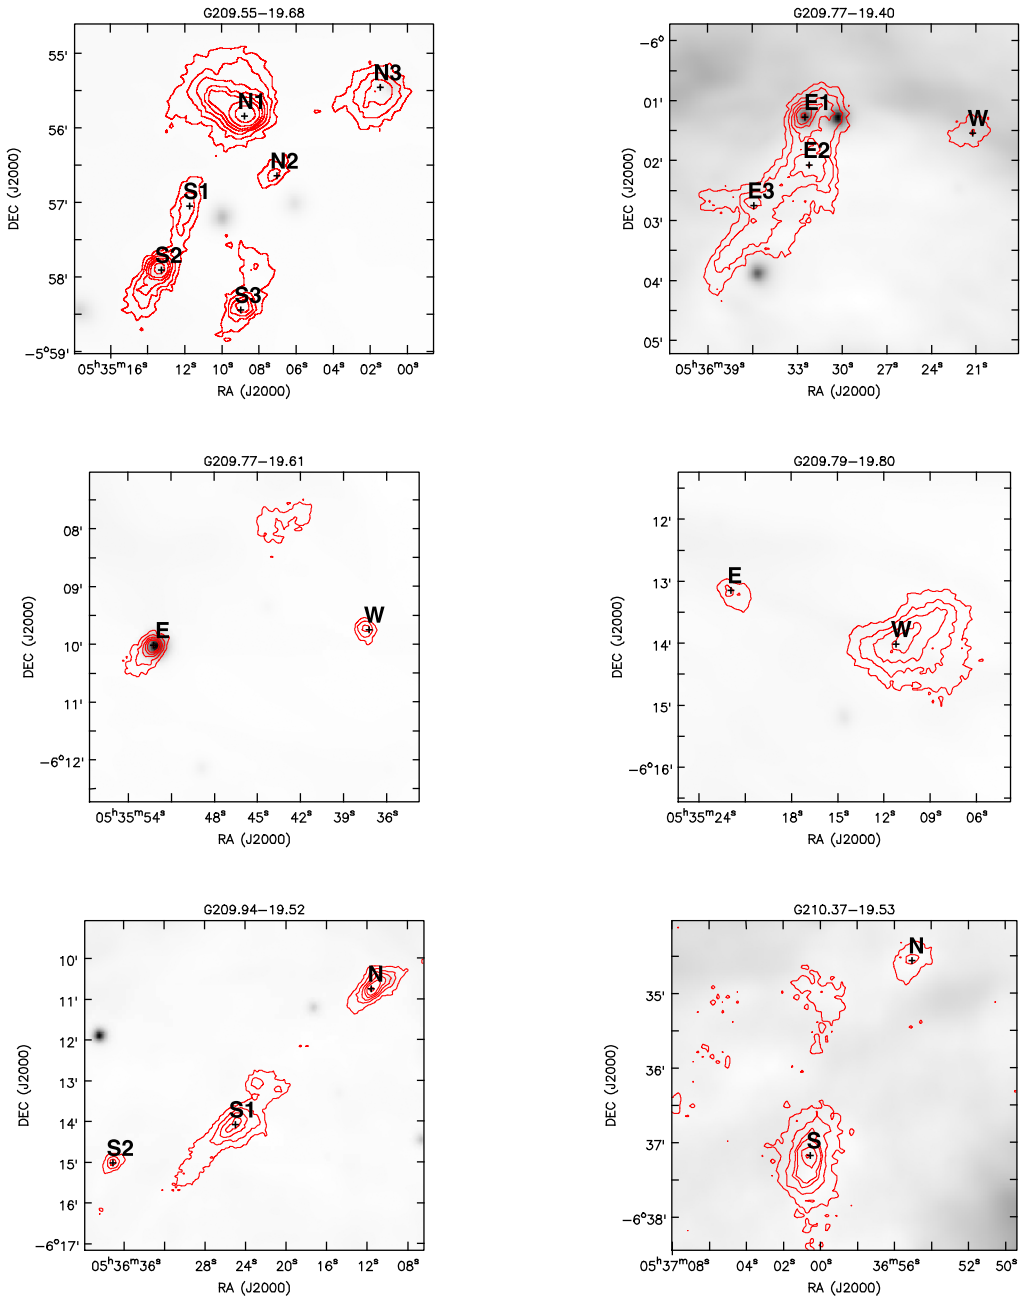 G209.55−19.68
55'
56'
57'
58'
−5°59'
DEC (J2000)
N1
N3
N2
S1
S2
S3
05ʰ35ᵐ16ˢ 12ˢ 10ˢ 08ˢ 06ˢ 04ˢ 02ˢ 00ˢ
RA (J2000)
G209.77−19.40
−6°
01'
02'
03'
04'
05'
DEC (J2000)
E1
W
E2
E3
05ʰ36ᵐ39ˢ 33ˢ 30ˢ 27ˢ 24ˢ 21ˢ
RA (J2000)
G209.77−19.61
08'
09'
10'
11'
−6°12'
DEC (J2000)
E
W
05ʰ35ᵐ54ˢ 48ˢ 45ˢ 42ˢ 39ˢ 36ˢ
RA (J2000)
G209.79−19.80
12'
13'
14'
15'
−6°16'
DEC (J2000)
E
W
05ʰ35ᵐ24ˢ 18ˢ 15ˢ 12ˢ 09ˢ 06ˢ
RA (J2000)
G209.94−19.52
10'
11'
12'
13'
14'
15'
16'
−6°17'
DEC (J2000)
N
S1
S2
05ʰ36ᵐ36ˢ 28ˢ 24ˢ 20ˢ 16ˢ 12ˢ 08ˢ
RA (J2000)
G210.37−19.53
35'
36'
37'
−6°38'
DEC (J2000)
N
S
05ʰ37ᵐ08ˢ 04ˢ 02ˢ 00ˢ 36ᵐ56ˢ 52ˢ 50ˢ
RA (J2000)